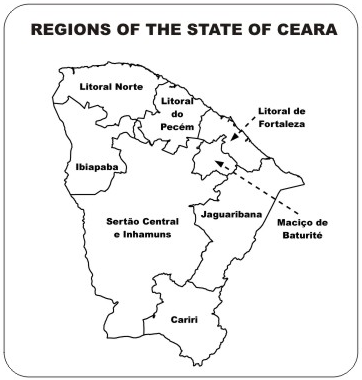 REGIONS OF THE STATE OF CEARA
Litoral Norte
Litoral
do
Pecém
Litoral de
Fortaleza
Ibiapaba
Sertão Central
e Inhamuns
Jaguaribana
Maciço de
Baturité
Cariri